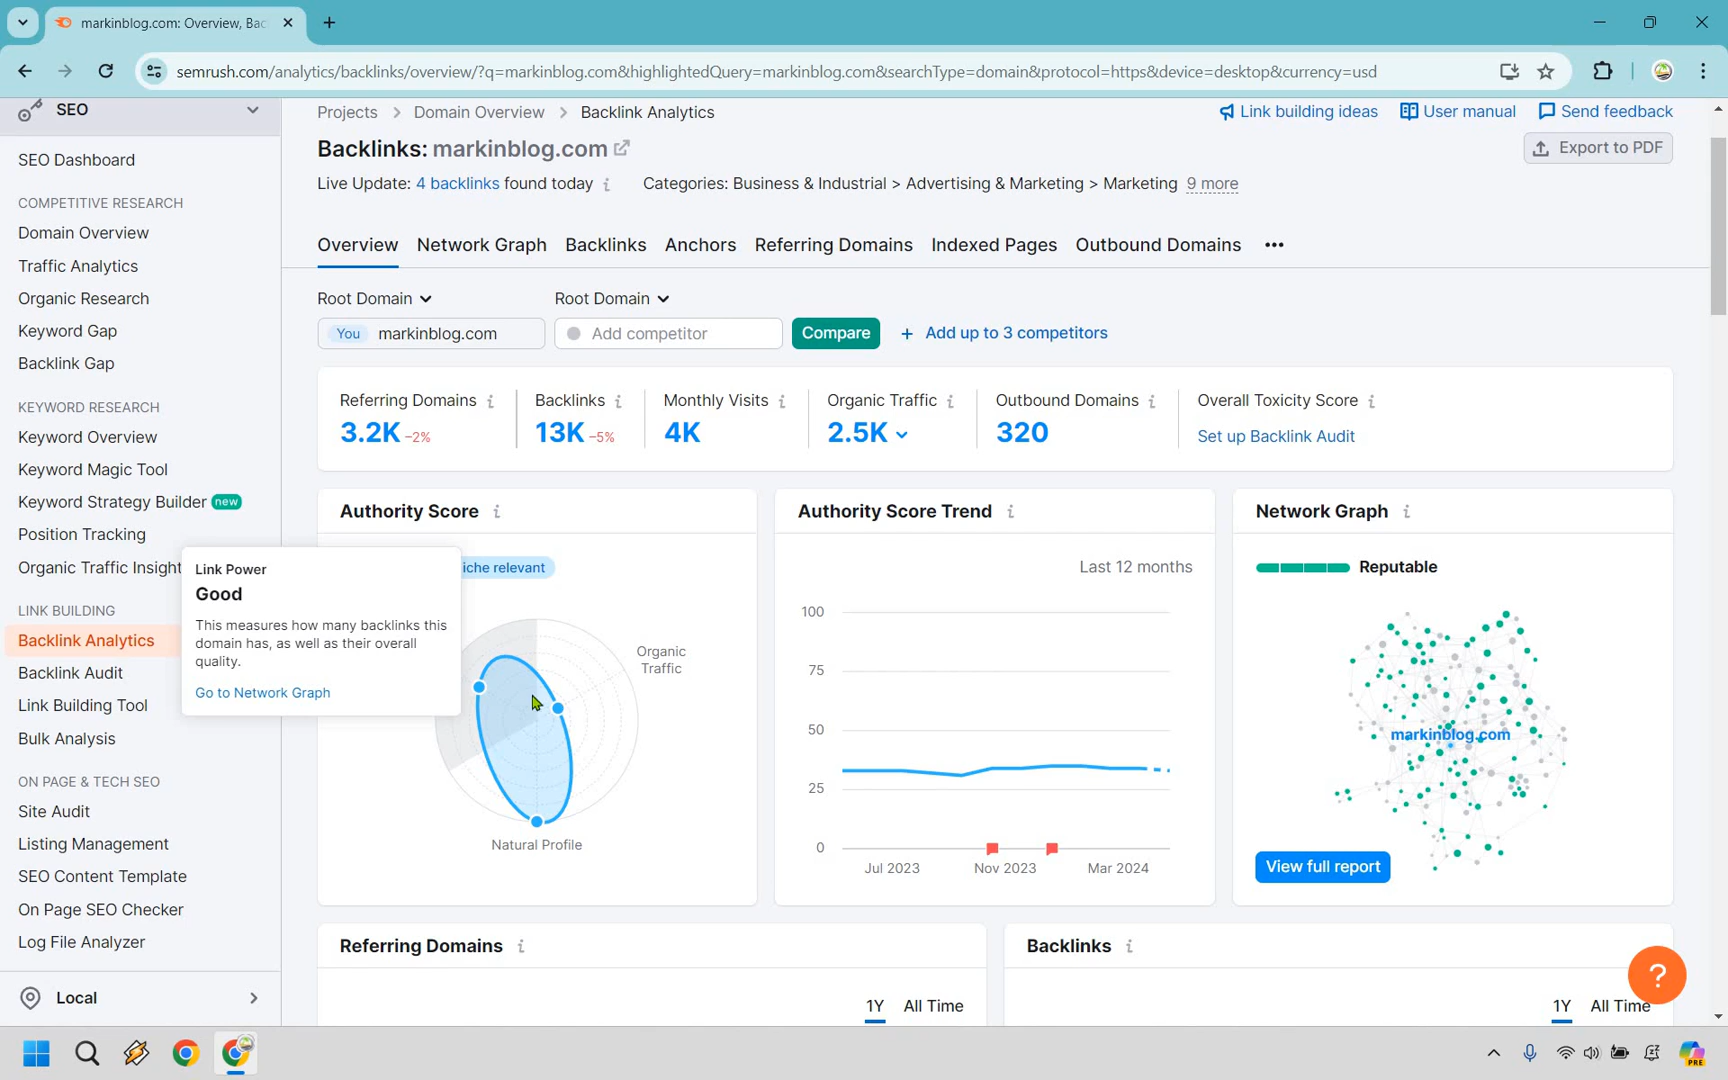 markinblog.com: Overview, Bac
semrush.com/analytics/backlinks/overview/?q=markinblog.com&highlightedQuery=markinblog.com&searchType=domain&protocol=https&device=desktop&currency=usd
SEO
SEO Dashboard
COMPETITIVE RESEARCH
Domain Overview
Traffic Analytics
Organic Research
Keyword Gap
Backlink Gap
KEYWORD RESEARCH
Keyword Overview
Keyword Magic Tool
Keyword Strategy Builder new
Position Tracking
Organic Traffic Insight
LINK BUILDING
Backlink Analytics
Backlink Audit
Link Building Tool
Bulk Analysis
ON PAGE & TECH SEO
Site Audit
Listing Management
SEO Content Template
On Page SEO Checker
Log File Analyzer
Local
Projects > Domain Overview > Backlink Analytics
Link building ideas
User manual
Send feedback
Backlinks: markinblog.com
Export to PDF
Live Update: 4 backlinks found today i
Categories: Business & Industrial > Advertising & Marketing > Marketing 9 more
Overview Network Graph Backlinks Anchors Referring Domains Indexed Pages Outbound Domains •••
Root Domain Root Domain
You markinblog.com Add competitor Compare + Add up to 3 competitors
Referring Domains i
3.2K -2%
Backlinks i
13K -5%
Monthly Visits i
4K
Organic Traffic i
2.5K
Outbound Domains i
320
Overall Toxicity Score i
Set up Backlink Audit
Authority Score i
iche relevant
Link Power
Good
This measures how many backlinks this
domain has, as well as their overall
quality.
Go to Network Graph
Organic
Traffic
Natural Profile
Authority Score Trend i
Last 12 months
100
75
50
25
0
Jul 2023 Nov 2023 Mar 2024
Network Graph i
Reputable
markinblog.com
View full report
Referring Domains i
1Y All Time
Backlinks i
1Y All Time
?
PRE